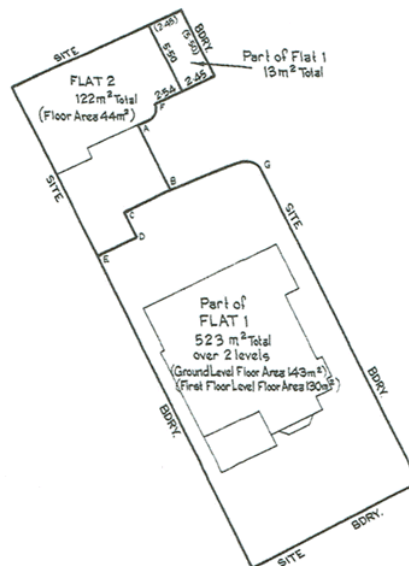 SITE
BDRY.
(2·45)
(5·50)
5·50
Part of Flat 1
13m² Total
FLAT 2
122m² Total
(Floor Area 44m²)
2·54
2·45
F
A
B
G
C
D
E
SITE
SITE
Part of
FLAT 1
523 m² Total
over 2 levels
(Ground Level Floor Area 143m²)
(First Floor Level Floor Area 130m²)
BDRY.
BDRY.
SITE
BDRY.